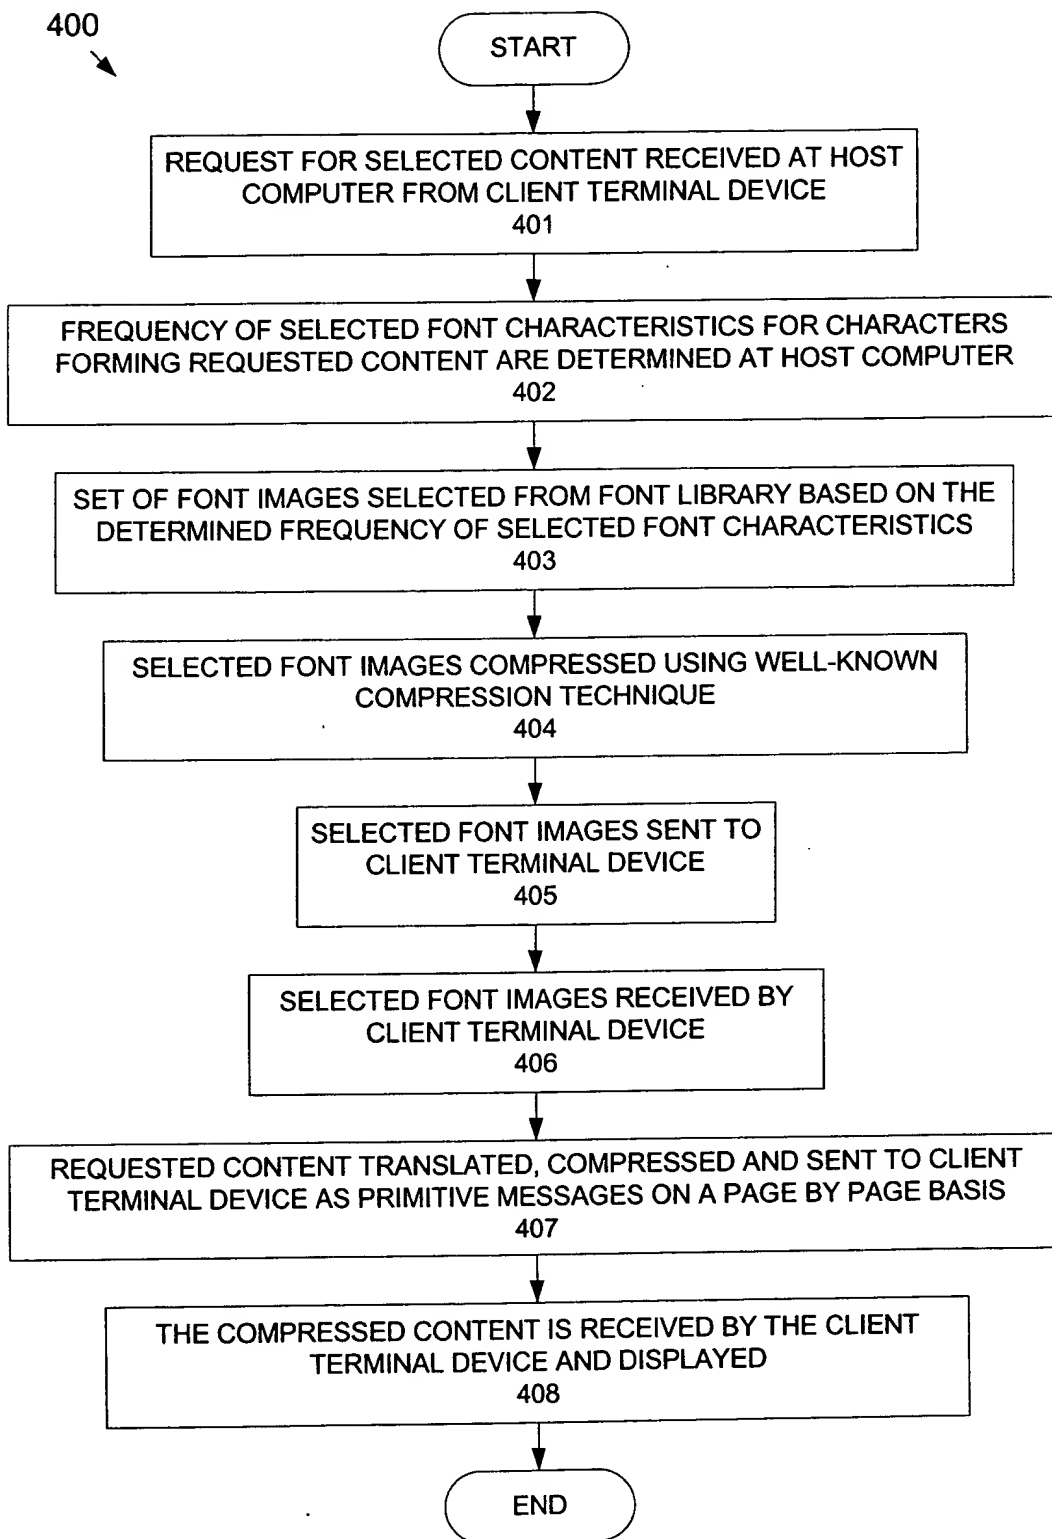 400
START
REQUEST FOR SELECTED CONTENT RECEIVED AT HOST
COMPUTER FROM CLIENT TERMINAL DEVICE
401
FREQUENCY OF SELECTED FONT CHARACTERISTICS FOR CHARACTERS
FORMING REQUESTED CONTENT ARE DETERMINED AT HOST COMPUTER
402
SET OF FONT IMAGES SELECTED FROM FONT LIBRARY BASED ON THE
DETERMINED FREQUENCY OF SELECTED FONT CHARACTERISTICS
403
SELECTED FONT IMAGES COMPRESSED USING WELL-KNOWN
COMPRESSION TECHNIQUE
404
SELECTED FONT IMAGES SENT TO
CLIENT TERMINAL DEVICE
405
SELECTED FONT IMAGES RECEIVED BY
CLIENT TERMINAL DEVICE
406
REQUESTED CONTENT TRANSLATED, COMPRESSED AND SENT TO CLIENT
TERMINAL DEVICE AS PRIMITIVE MESSAGES ON A PAGE BY PAGE BASIS
407
THE COMPRESSED CONTENT IS RECEIVED BY THE CLIENT
TERMINAL DEVICE AND DISPLAYED
408
END